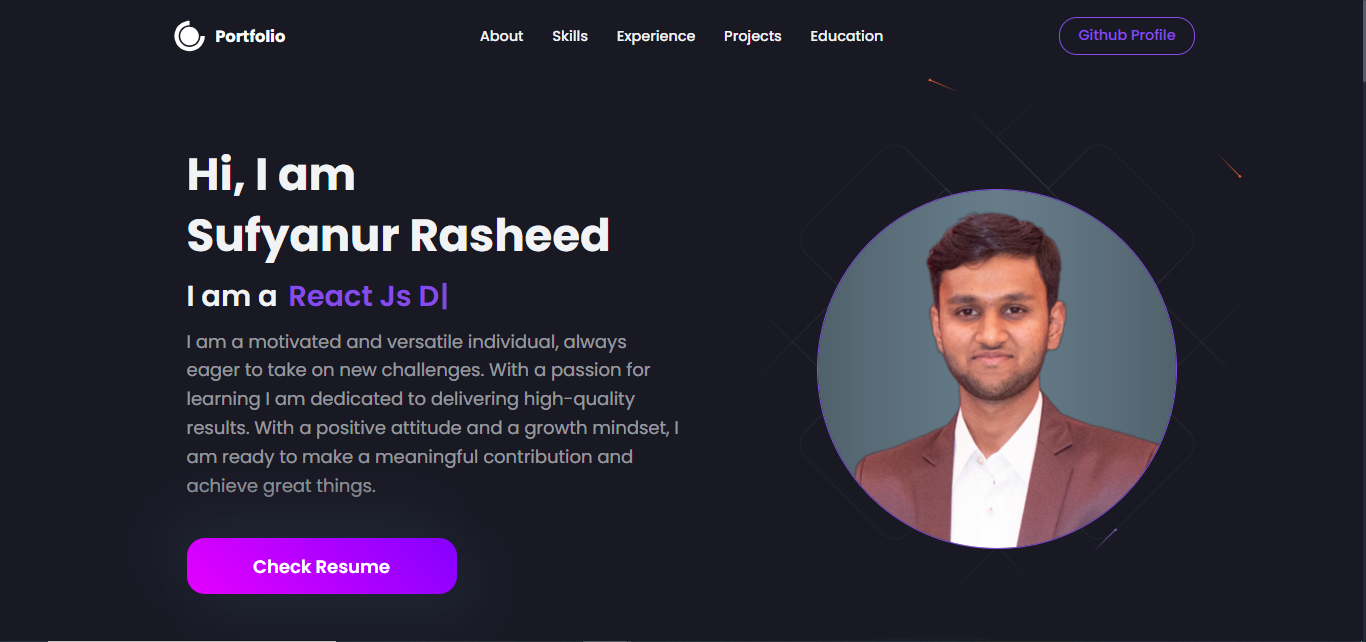 Portfolio
About Skills Experience Projects Education
Github Profile
Hi, I am
Sufyanur Rasheed
I am a React Js D|
I am a motivated and versatile individual, always
eager to take on new challenges. With a passion for
learning I am dedicated to delivering high-quality
results. With a positive attitude and a growth mindset, I
am ready to make a meaningful contribution and
achieve great things.
Check Resume